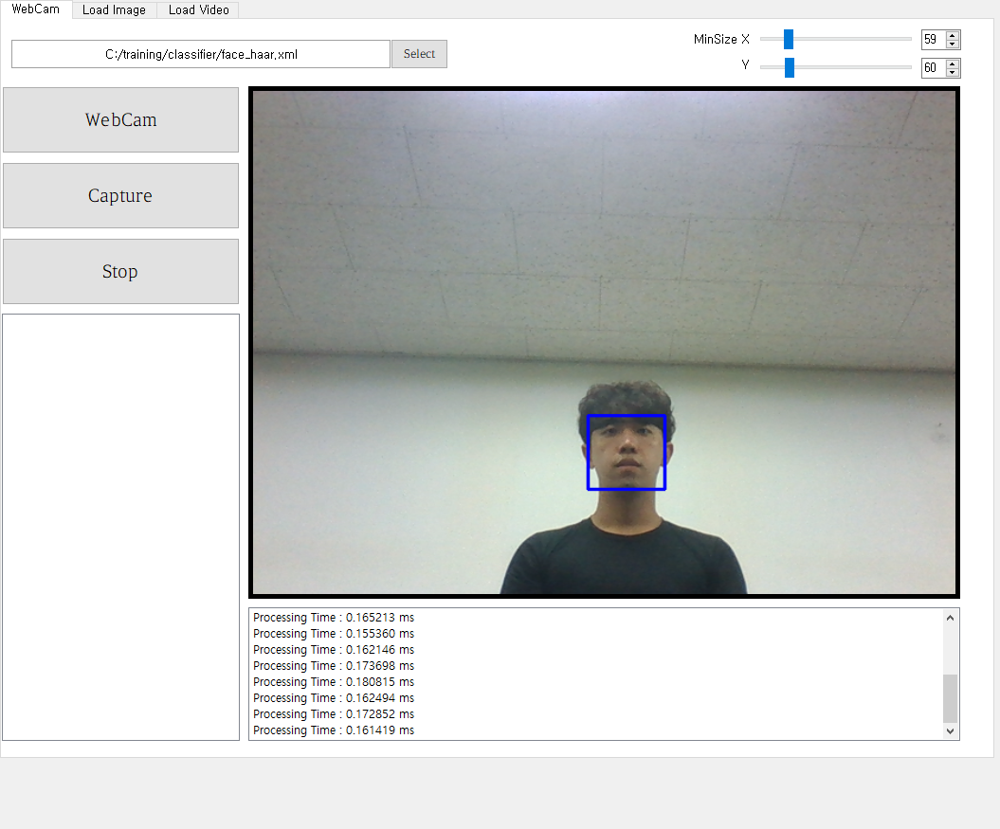 WebCam
Load Image
Load Video
C:/training/classifier/face_haar.xml
Select
MinSize X
59
Y
60
WebCam
Capture
Stop
Processing Time : 0.165213 ms
Processing Time : 0.155360 ms
Processing Time : 0.162146 ms
Processing Time : 0.173698 ms
Processing Time : 0.180815 ms
Processing Time : 0.162494 ms
Processing Time : 0.172852 ms
Processing Time : 0.161419 ms